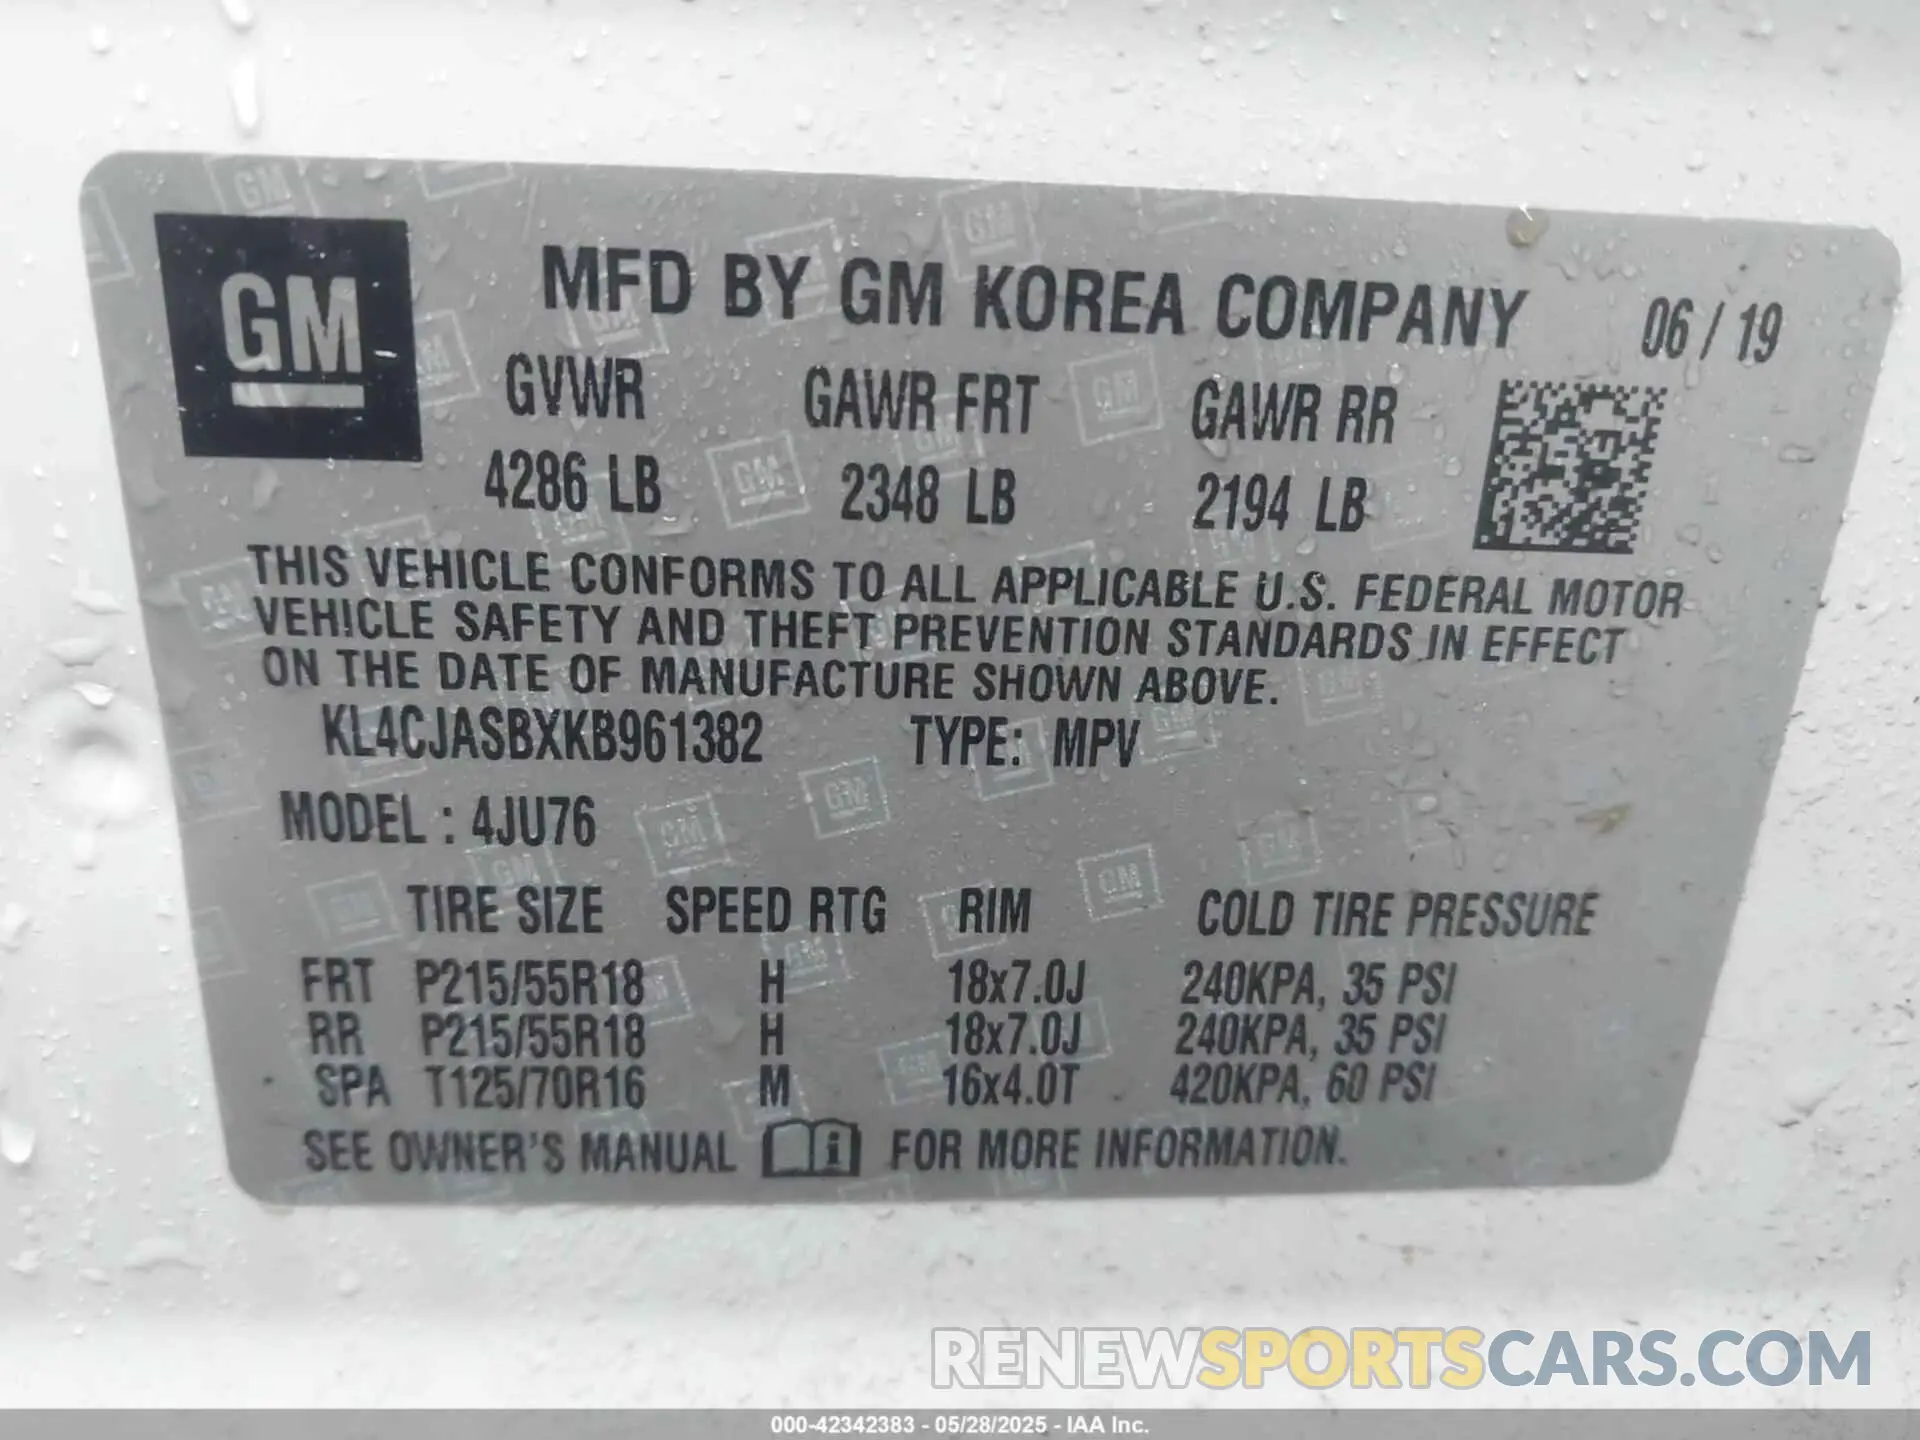 GM
MFD BY GM KOREA COMPANY 06 / 19
GVWR GAWR FRT GAWR RR
4286 LB 2348 LB 2194 LB
THIS VEHICLE CONFORMS TO ALL APPLICABLE U.S. FEDERAL MOTOR
VEHICLE SAFETY AND THEFT PREVENTION STANDARDS IN EFFECT
ON THE DATE OF MANUFACTURE SHOWN ABOVE.
KL4CJASBXKB961382 TYPE: MPV
MODEL : 4JU76
TIRE SIZE SPEED RTG RIM COLD TIRE PRESSURE
FRT P215/55R18 H 18x7.0J 240KPA, 35 PSI
RR P215/55R18 H 18x7.0J 240KPA, 35 PSI
SPA T125/70R16 M 16x4.0T 420KPA, 60 PSI
SEE OWNER'S MANUAL i FOR MORE INFORMATION.
RENEWSPORTSCARS.COM
000-42342383 - 05/28/2025 - IAA Inc.